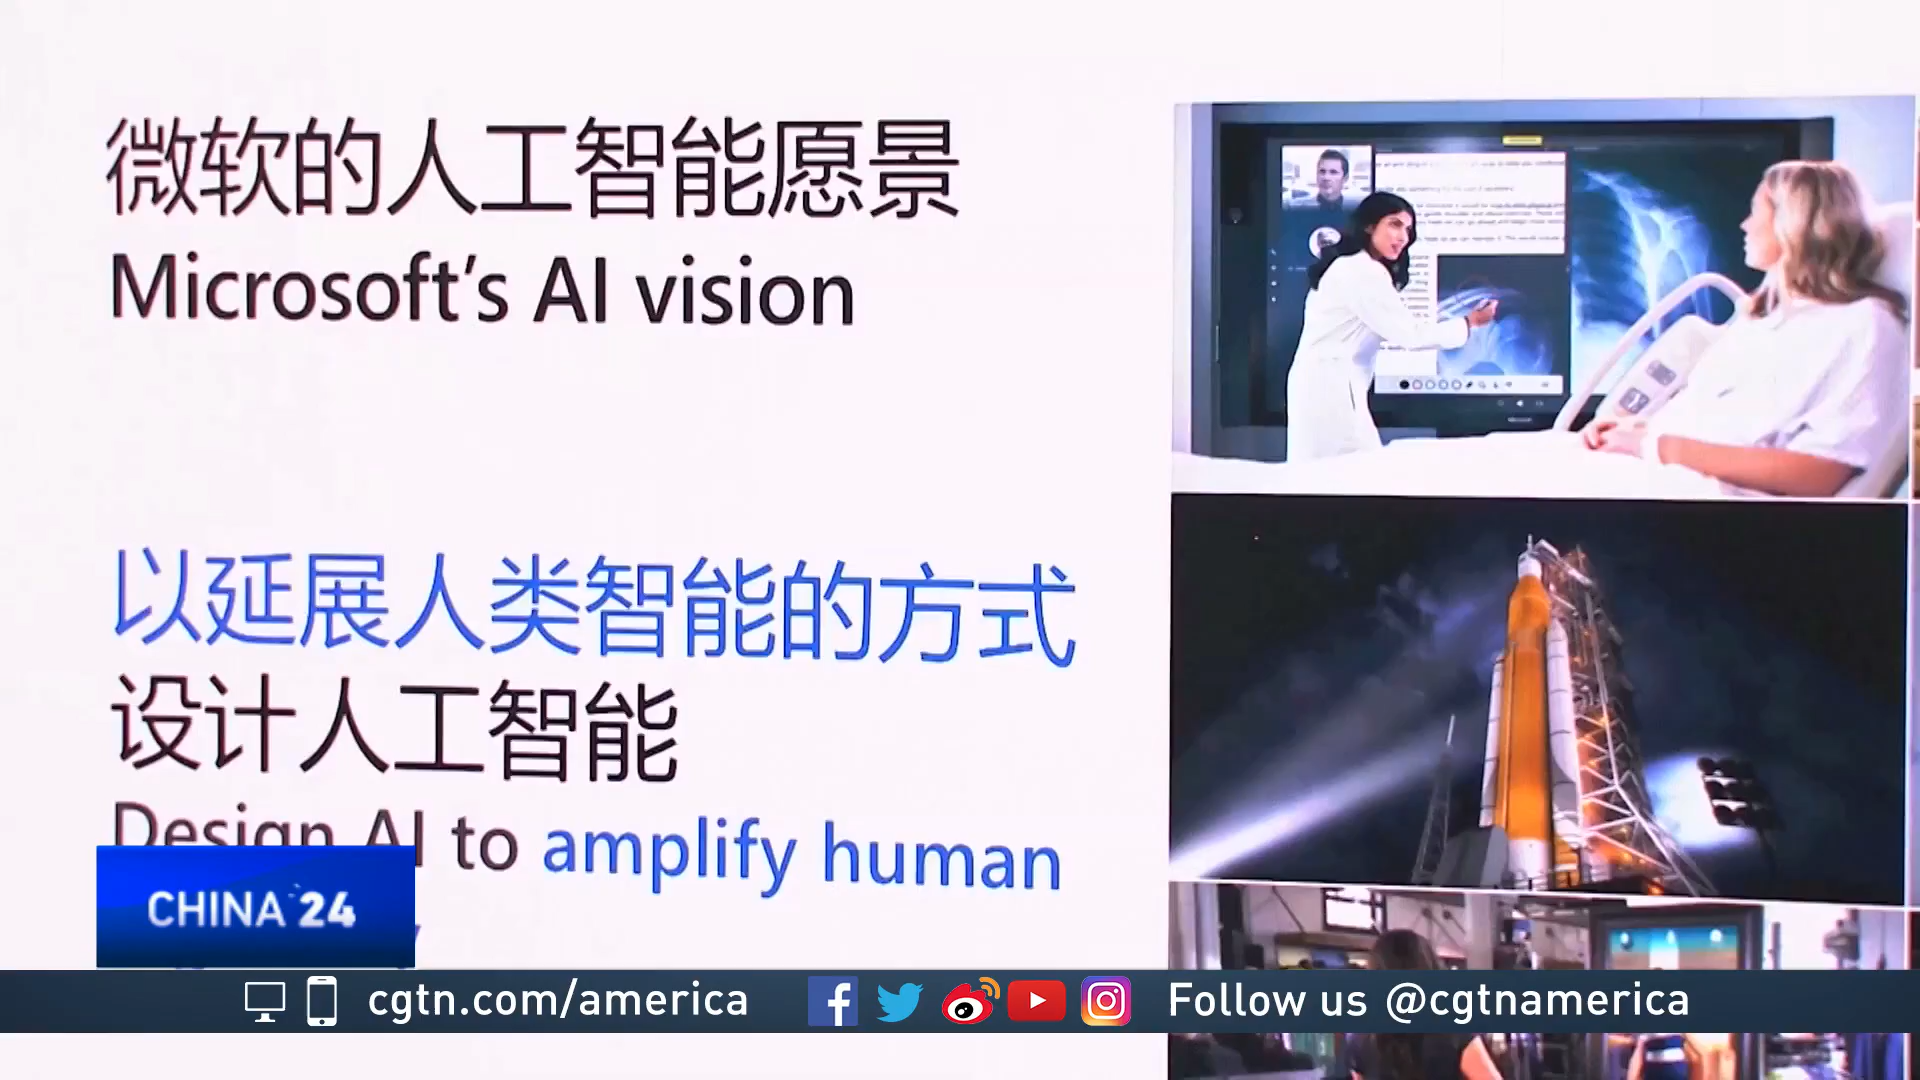 微软的人工智能愿景
Microsoft's AI vision
以延展人类智能的方式
设计人工智能
Design AI to amplify human
CHINA 24
cgtn.com/america
Follow us @cgtnamerica